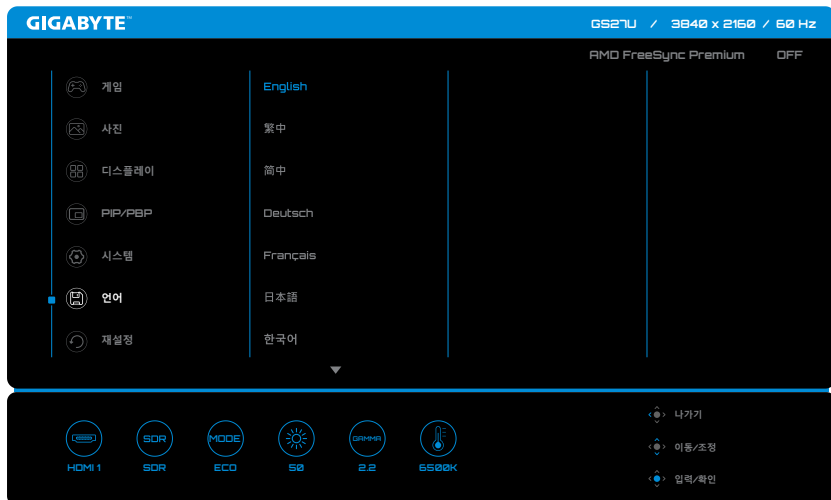 GIGABYTE™
GS27U / 3840 x 2160 / 60 Hz
AMD FreeSync Premium OFF
게임
사진
디스플레이
PIP/PBP
시스템
언어
재설정
English
繁中
简中
Deutsch
Français
日本語
한국어
SDR
MODE
GAMMA
HDMI 1
SDR
ECO
50
2.2
6500K
나가기
이동/조정
입력/확인